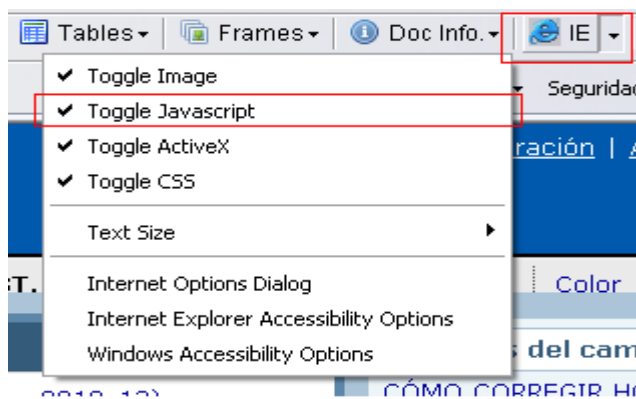 Tables Frames Doc Info. IE
Toggle Image
Toggle Javascript
Toggle ActiveX
Toggle CSS
Text Size
Internet Options Dialog
Internet Explorer Accessibility Options
Windows Accessibility Options
Segurida
ración |
T.
Color
del cam
CÓMO CORREGIR